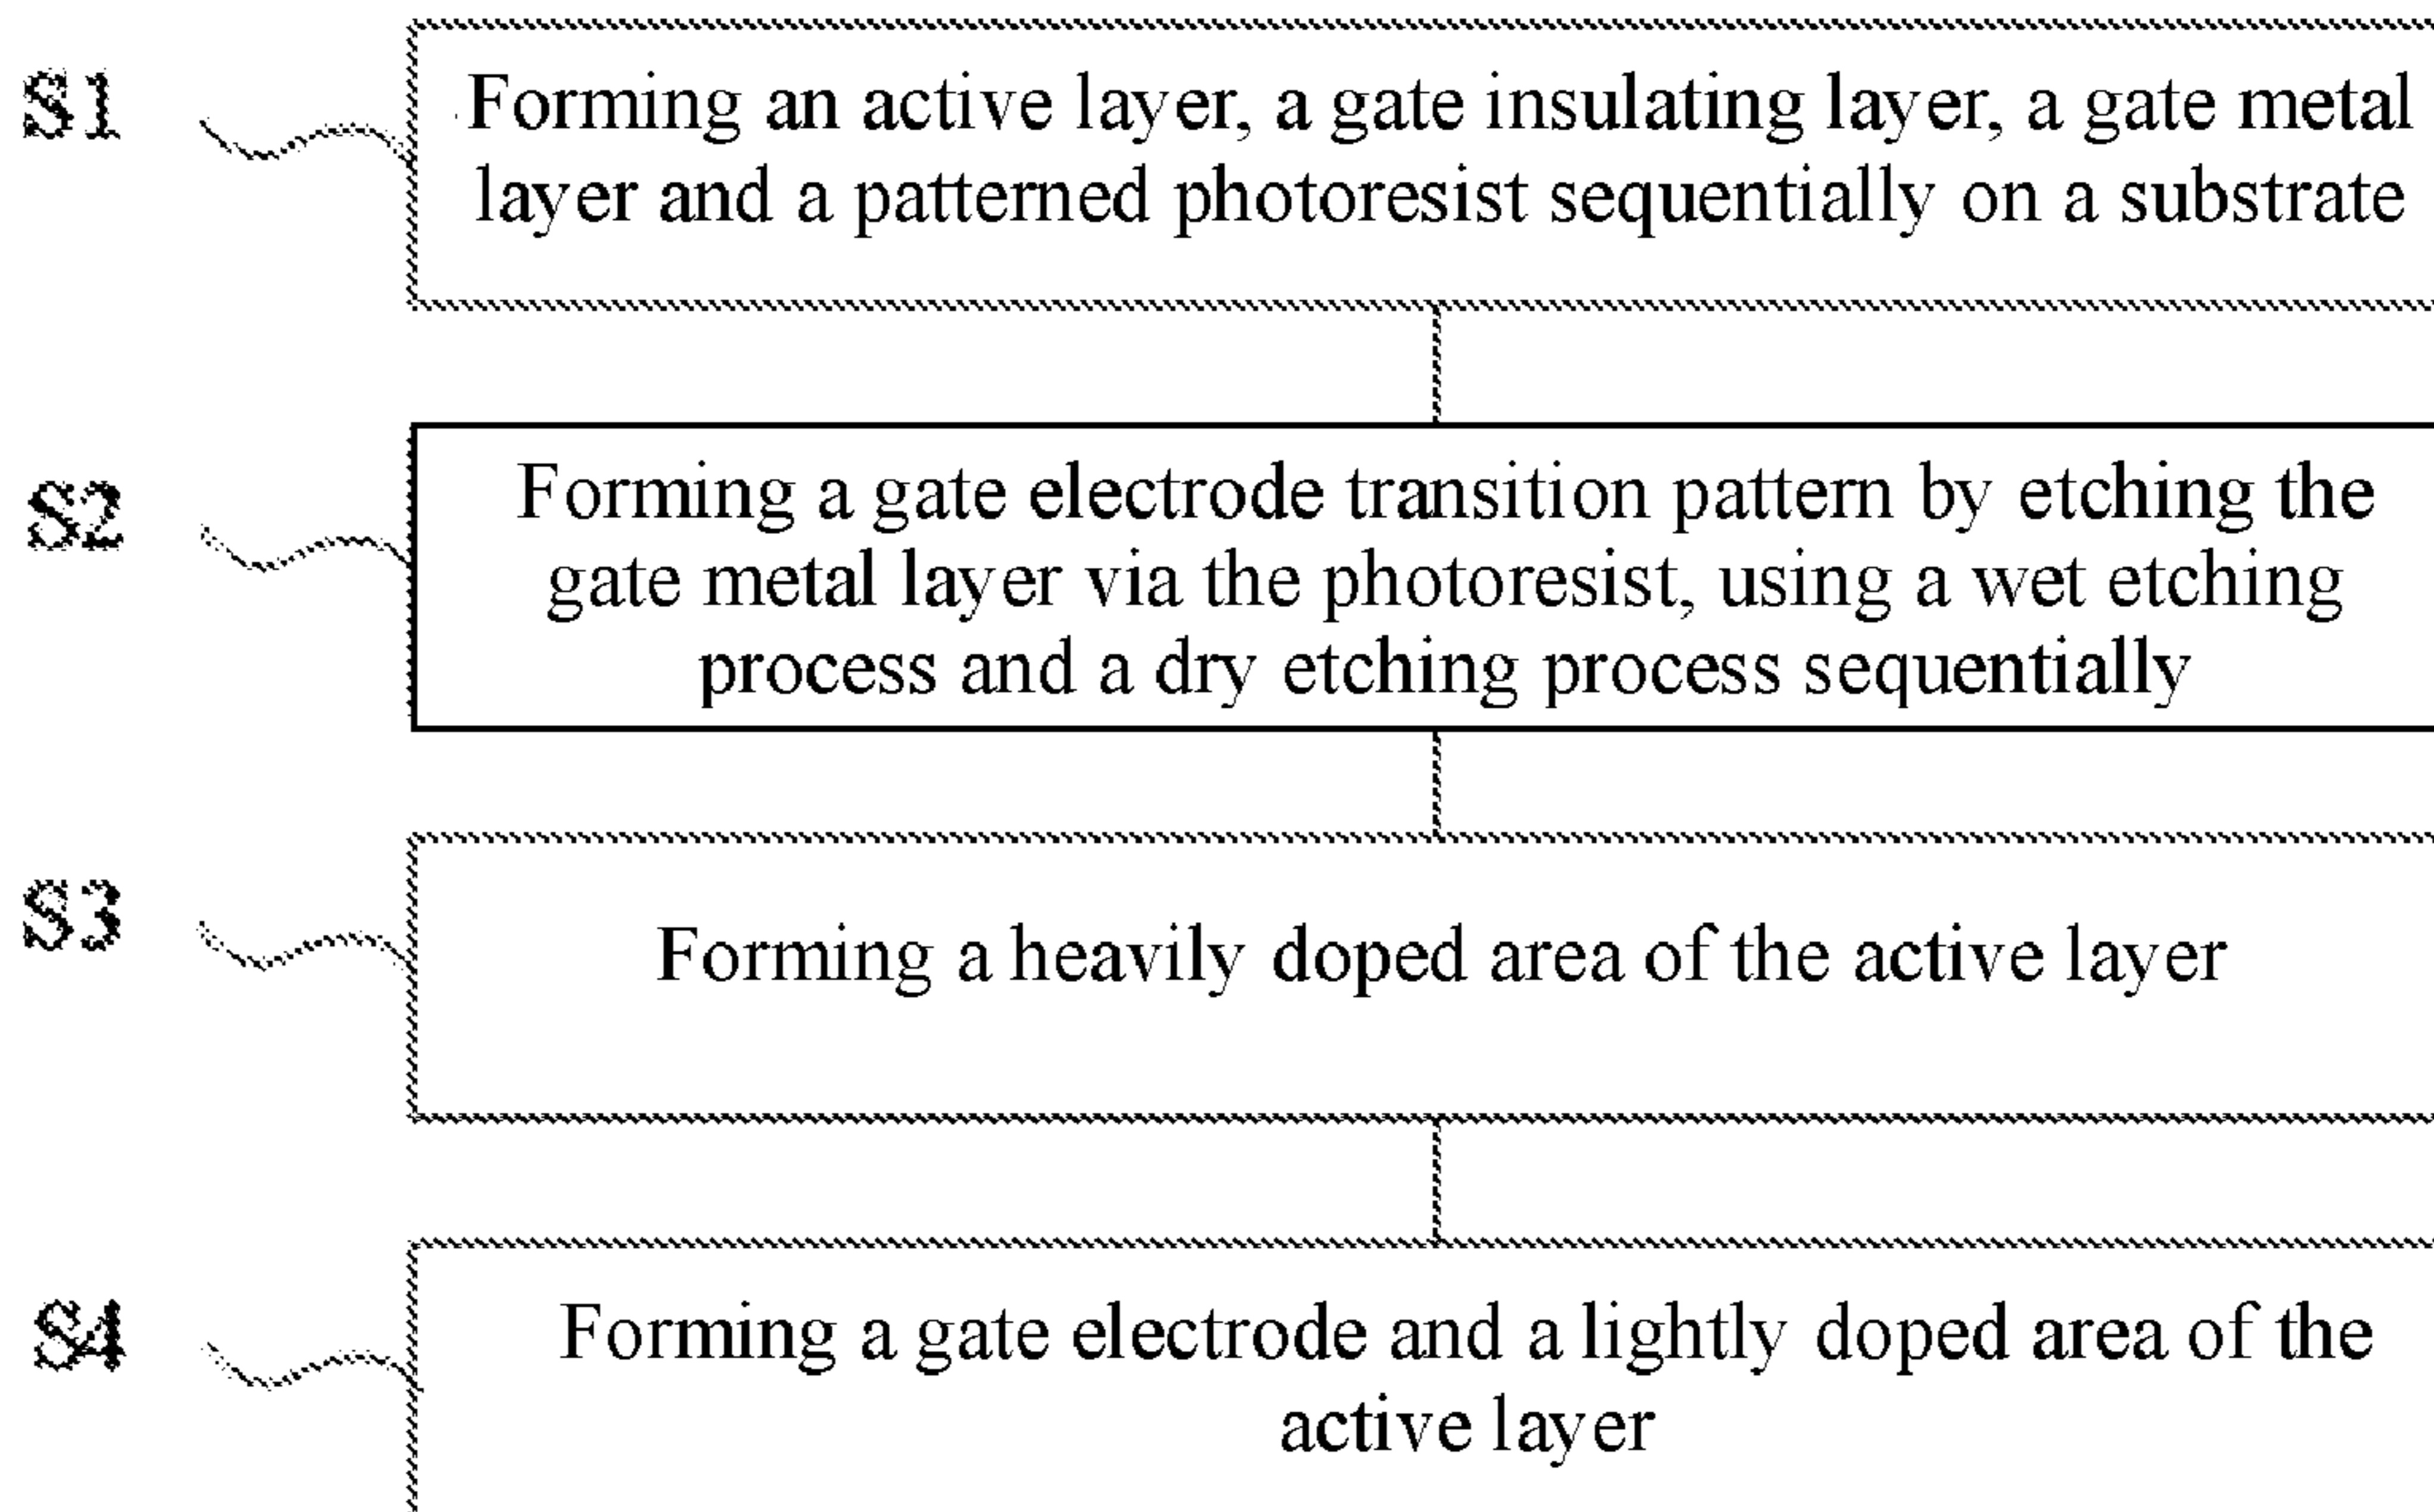 S1
Forming an active layer, a gate insulating layer, a gate metal
layer and a patterned photoresist sequentially on a substrate
S2
Forming a gate electrode transition pattern by etching the
gate metal layer via the photoresist, using a wet etching
process and a dry etching process sequentially
S3
Forming a heavily doped area of the active layer
S4
Forming a gate electrode and a lightly doped area of the
active layer